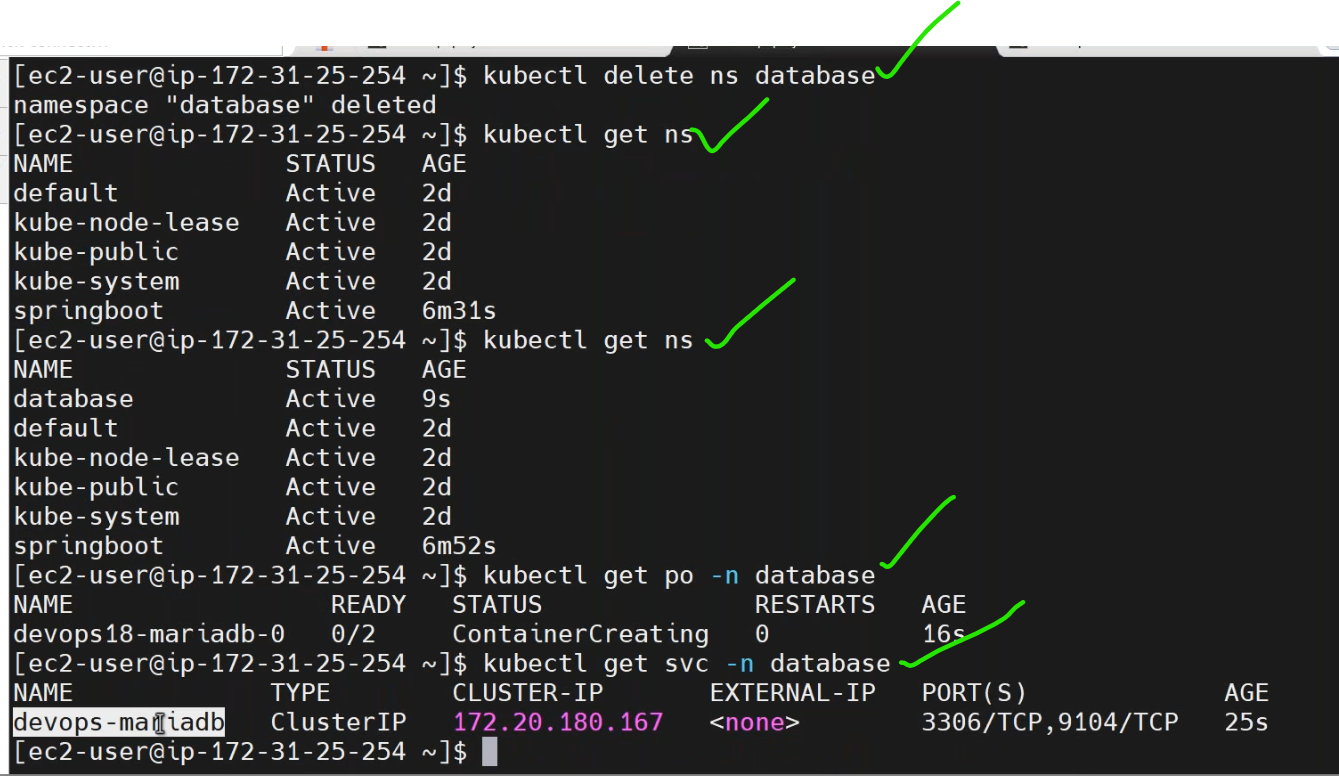 [ec2-user@ip-172-31-25-254 ~]$ kubectl delete ns database
namespace "database" deleted
[ec2-user@ip-172-31-25-254 ~]$ kubectl get ns
NAME STATUS AGE
default Active 2d
kube-node-lease Active 2d
kube-public Active 2d
kube-system Active 2d
springboot Active 6m31s
[ec2-user@ip-172-31-25-254 ~]$ kubectl get ns
NAME STATUS AGE
database Active 9s
default Active 2d
kube-node-lease Active 2d
kube-public Active 2d
kube-system Active 2d
springboot Active 6m52s
[ec2-user@ip-172-31-25-254 ~]$ kubectl get po -n database
NAME READY STATUS RESTARTS AGE
devops18-mariadb-0 0/2 ContainerCreating 0 16s
[ec2-user@ip-172-31-25-254 ~]$ kubectl get svc -n database
NAME TYPE CLUSTER-IP EXTERNAL-IP PORT(S) AGE
devops-mariadb ClusterIP 172.20.180.167 <none> 3306/TCP,9104/TCP 25s
[ec2-user@ip-172-31-25-254 ~]$